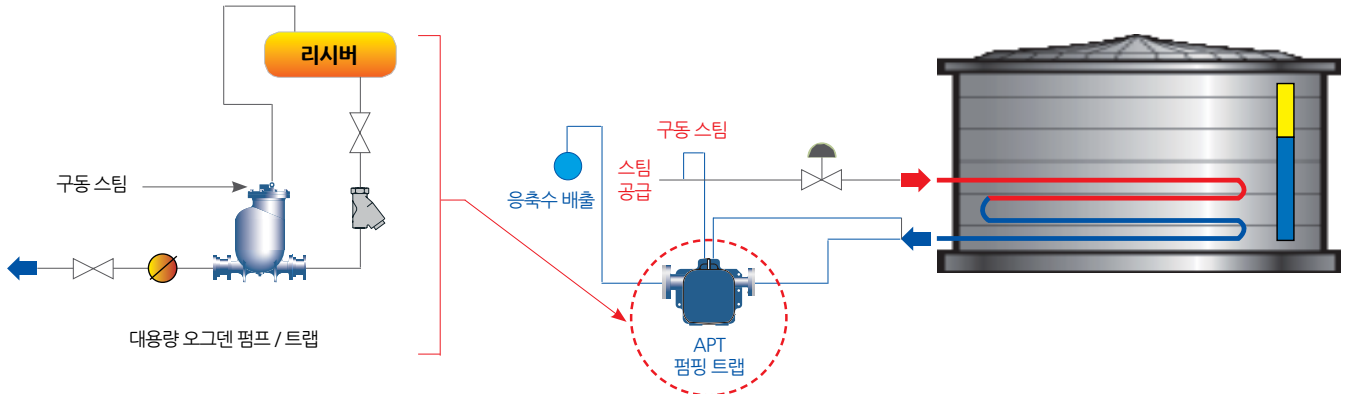 리시버
구동 스팀
대용량 오그덴 펌프 / 트랩
구동 스팀
스팀
공급
응축수 배출
APT
펌핑 트랩